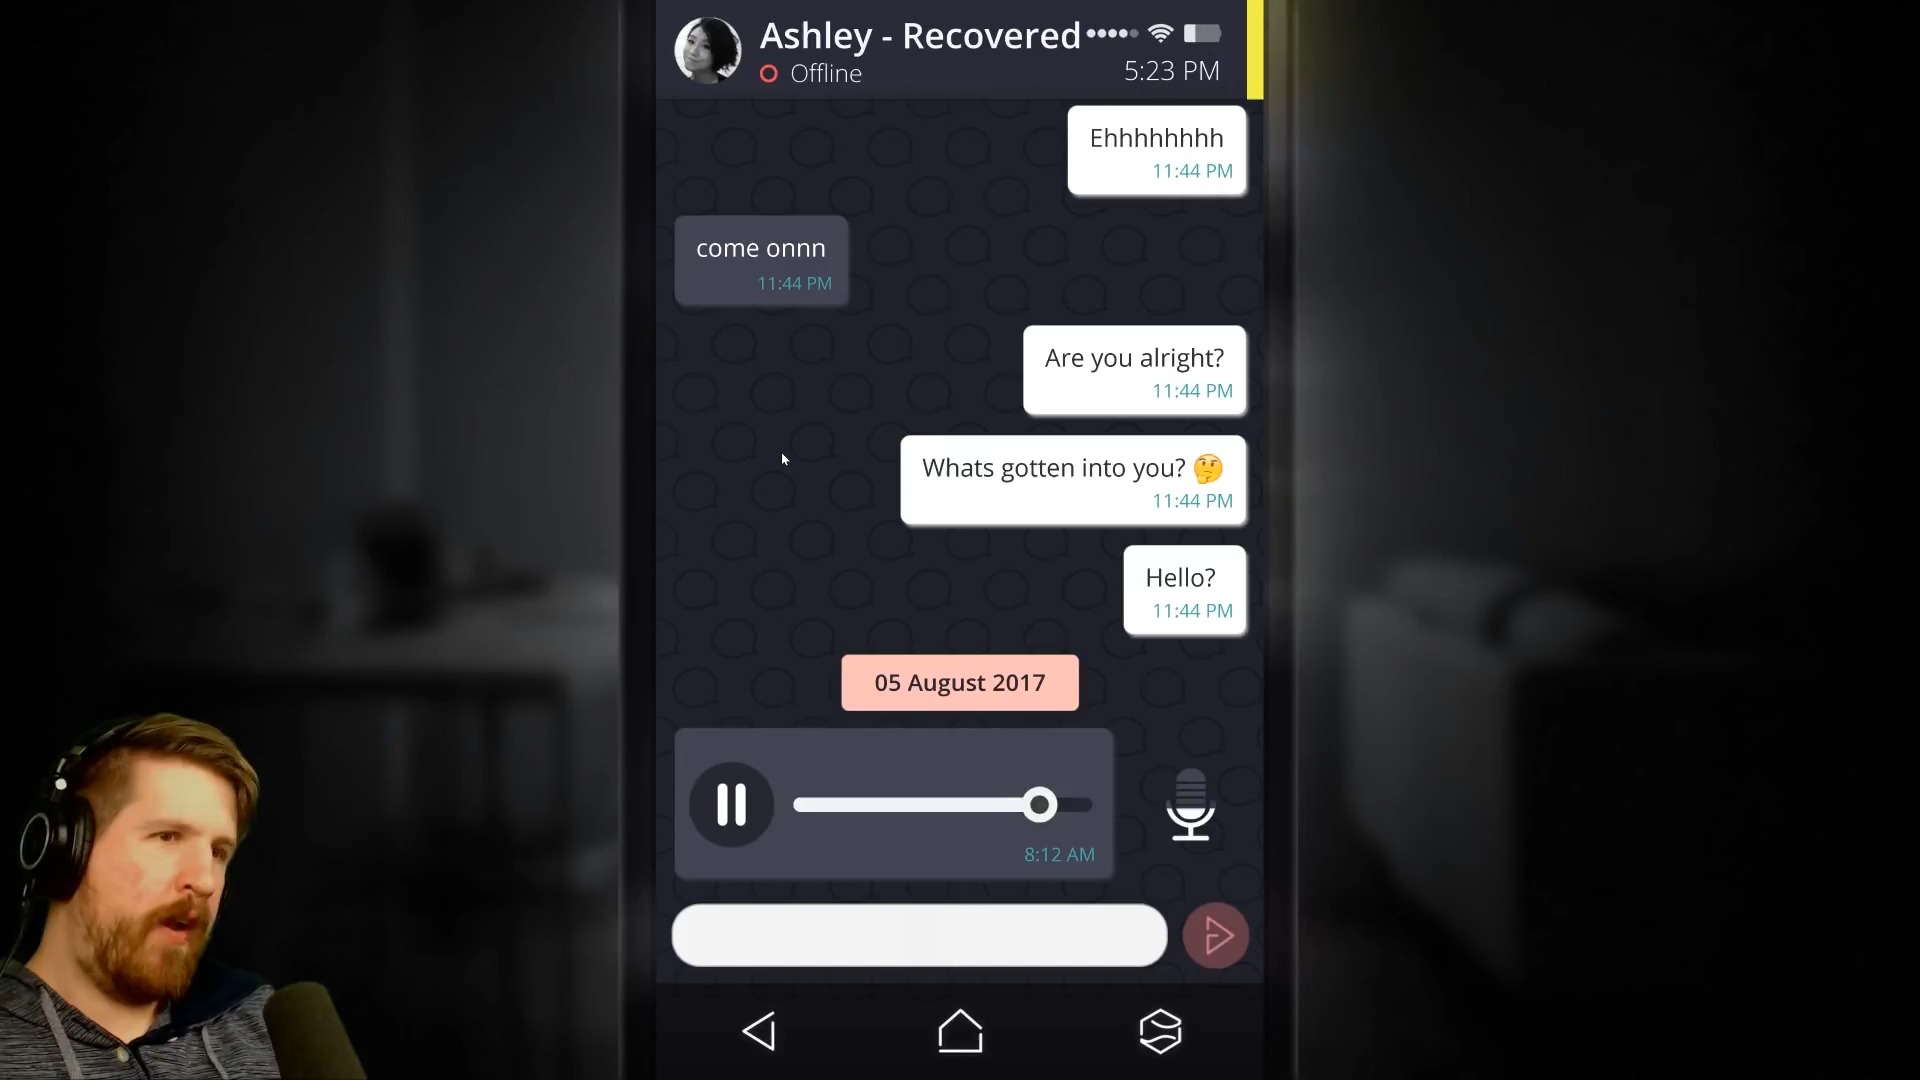 Ashley - Recovered
Offline
5:23 PM
Ehhhhhhhh
11:44 PM
come onnn
11:44 PM
Are you alright?
11:44 PM
Whats gotten into you? 🤔
11:44 PM
Hello?
11:44 PM
05 August 2017
8:12 AM